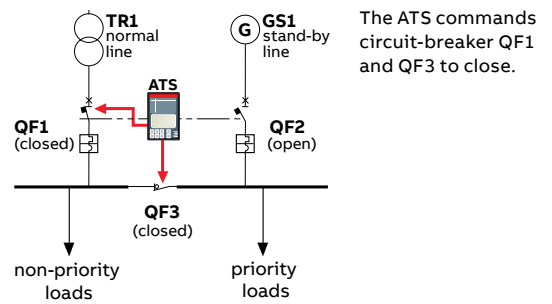 TR1
normal
line
GS1
stand-by
line
G
The ATS commands
circuit-breaker QF1
and QF3 to close.
ATS
QF1
(closed)
QF2
(open)
QF3
(closed)
non-priority
loads
priority
loads